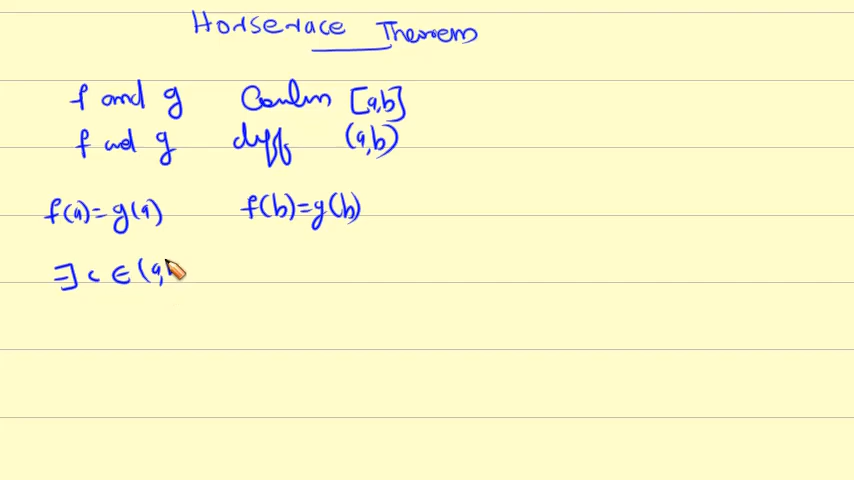 Horserace Theorem
f and g Contin [a,b]
f and g diff (a,b)
f(a)=g(a) f(b)=g(b)
∃ c ∈ (a,